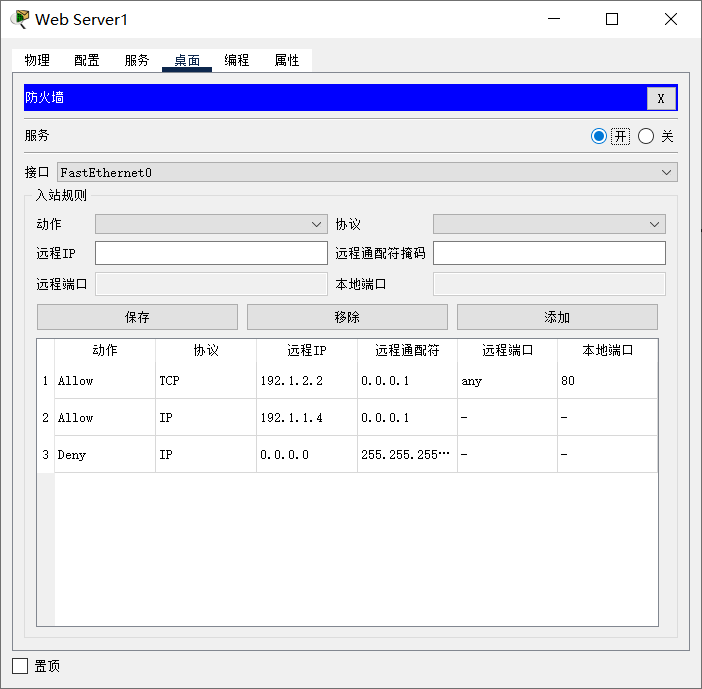 Web Server1
物理 配置 服务 桌面 编程 属性
防火墙 X
服务 开 关
接口 FastEthernet0
入站规则
动作 协议
远程IP 远程通配符掩码
远程端口 本地端口
保存 移除 添加
动作 协议 远程IP 远程通配符 远程端口 本地端口
1 Allow TCP 192.1.2.2 0.0.0.1 any 80
2 Allow IP 192.1.1.4 0.0.0.1 - -
3 Deny IP 0.0.0.0 255.255.255… - -
置顶